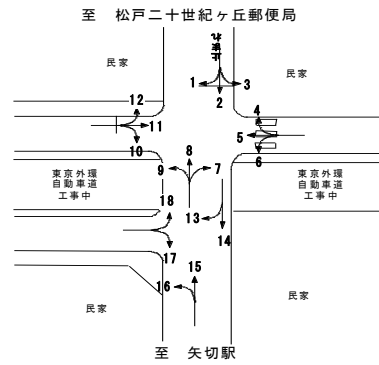 至 松戸二十世紀ヶ丘郵便局
民家
止まれ
民家
1
3
2
12
4
11
5
10
6
8
9
7
東京外環
自動車道
工事中
東京外環
自動車道
工事中
18
13
14
17
15
16
民家
民家
至 矢切駅